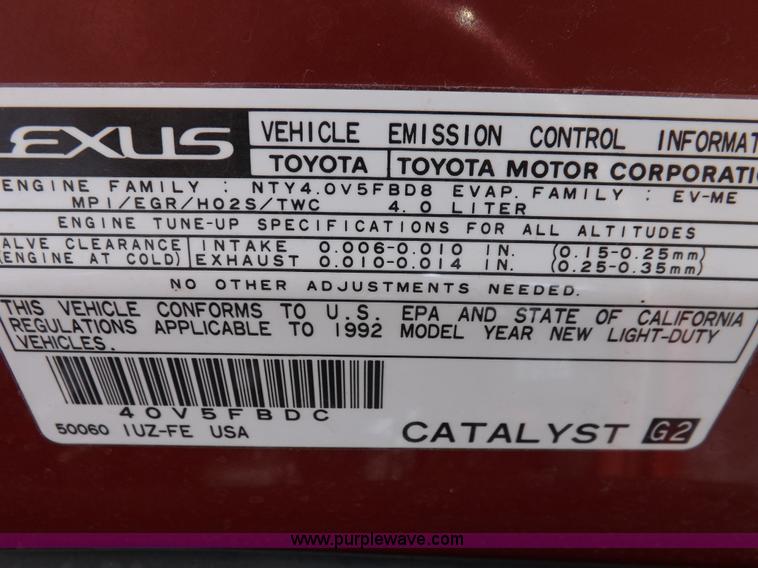 LEXUS VEHICLE EMISSION CONTROL INFORMAT
TOYOTA TOYOTA MOTOR CORPORATIO
ENGINE FAMILY : NTY4.0V5FBD8 EVAP. FAMILY : EV-ME
MPI/EGR/HO2S/TWC 4.0 LITER
ENGINE TUNE-UP SPECIFICATIONS FOR ALL ALTITUDES
VALVE CLEARANCE INTAKE 0.006-0.010 IN. (0.15-0.25mm)
(ENGINE AT COLD) EXHAUST 0.010-0.014 IN. (0.25-0.35mm)
NO OTHER ADJUSTMENTS NEEDED.
THIS VEHICLE CONFORMS TO U.S. EPA AND STATE OF CALIFORNIA
REGULATIONS APPLICABLE TO 1992 MODEL YEAR NEW LIGHT-DUTY
VEHICLES.
40V5FBDC
50060 1UZ-FE USA
CATALYST G2
www.purplewave.com